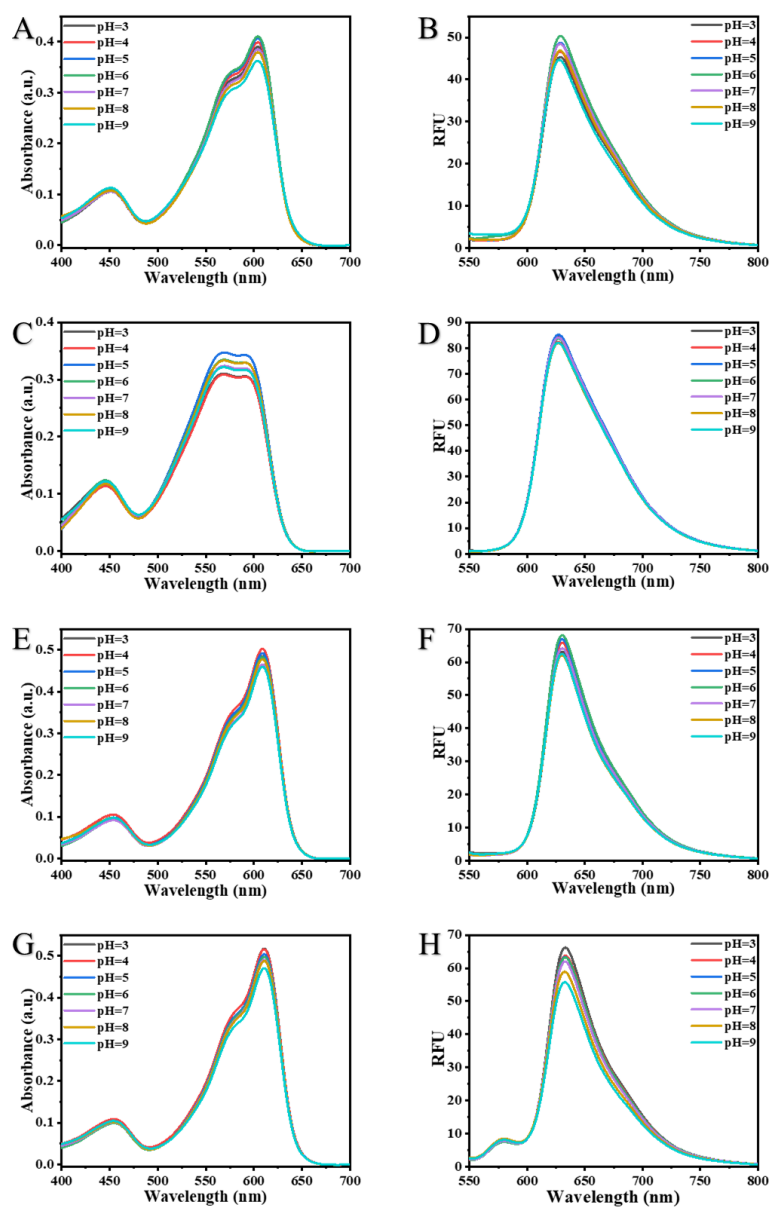 A
Absorbance (a.u.)
0.4
0.3
0.2
0.1
0.0
pH=3
pH=4
pH=5
pH=6
pH=7
pH=8
pH=9
400 450 500 550 600 650 700
Wavelength (nm)
B
RFU
50
40
30
20
10
0
pH=3
pH=4
pH=5
pH=6
pH=7
pH=8
pH=9
550 600 650 700 750 800
Wavelength (nm)
C
Absorbance (a.u.)
0.4
0.3
0.2
0.1
0.0
pH=3
pH=4
pH=5
pH=6
pH=7
pH=8
pH=9
400 450 500 550 600 650 700
Wavelength (nm)
D
RFU
90
80
70
60
50
40
30
20
10
0
pH=3
pH=4
pH=5
pH=6
pH=7
pH=8
pH=9
550 600 650 700 750 800
Wavelength (nm)
E
Absorbance (a.u.)
0.5
0.4
0.3
0.2
0.1
0.0
pH=3
pH=4
pH=5
pH=6
pH=7
pH=8
pH=9
400 450 500 550 600 650 700
Wavelength (nm)
F
RFU
70
60
50
40
30
20
10
0
pH=3
pH=4
pH=5
pH=6
pH=7
pH=8
pH=9
550 600 650 700 750 800
Wavelength (nm)
G
Absorbance (a.u.)
0.5
0.4
0.3
0.2
0.1
0.0
pH=3
pH=4
pH=5
pH=6
pH=7
pH=8
pH=9
400 450 500 550 600 650 700
Wavelength (nm)
H
RFU
70
60
50
40
30
20
10
0
pH=3
pH=4
pH=5
pH=6
pH=7
pH=8
pH=9
550 600 650 700 750 800
Wavelength (nm)